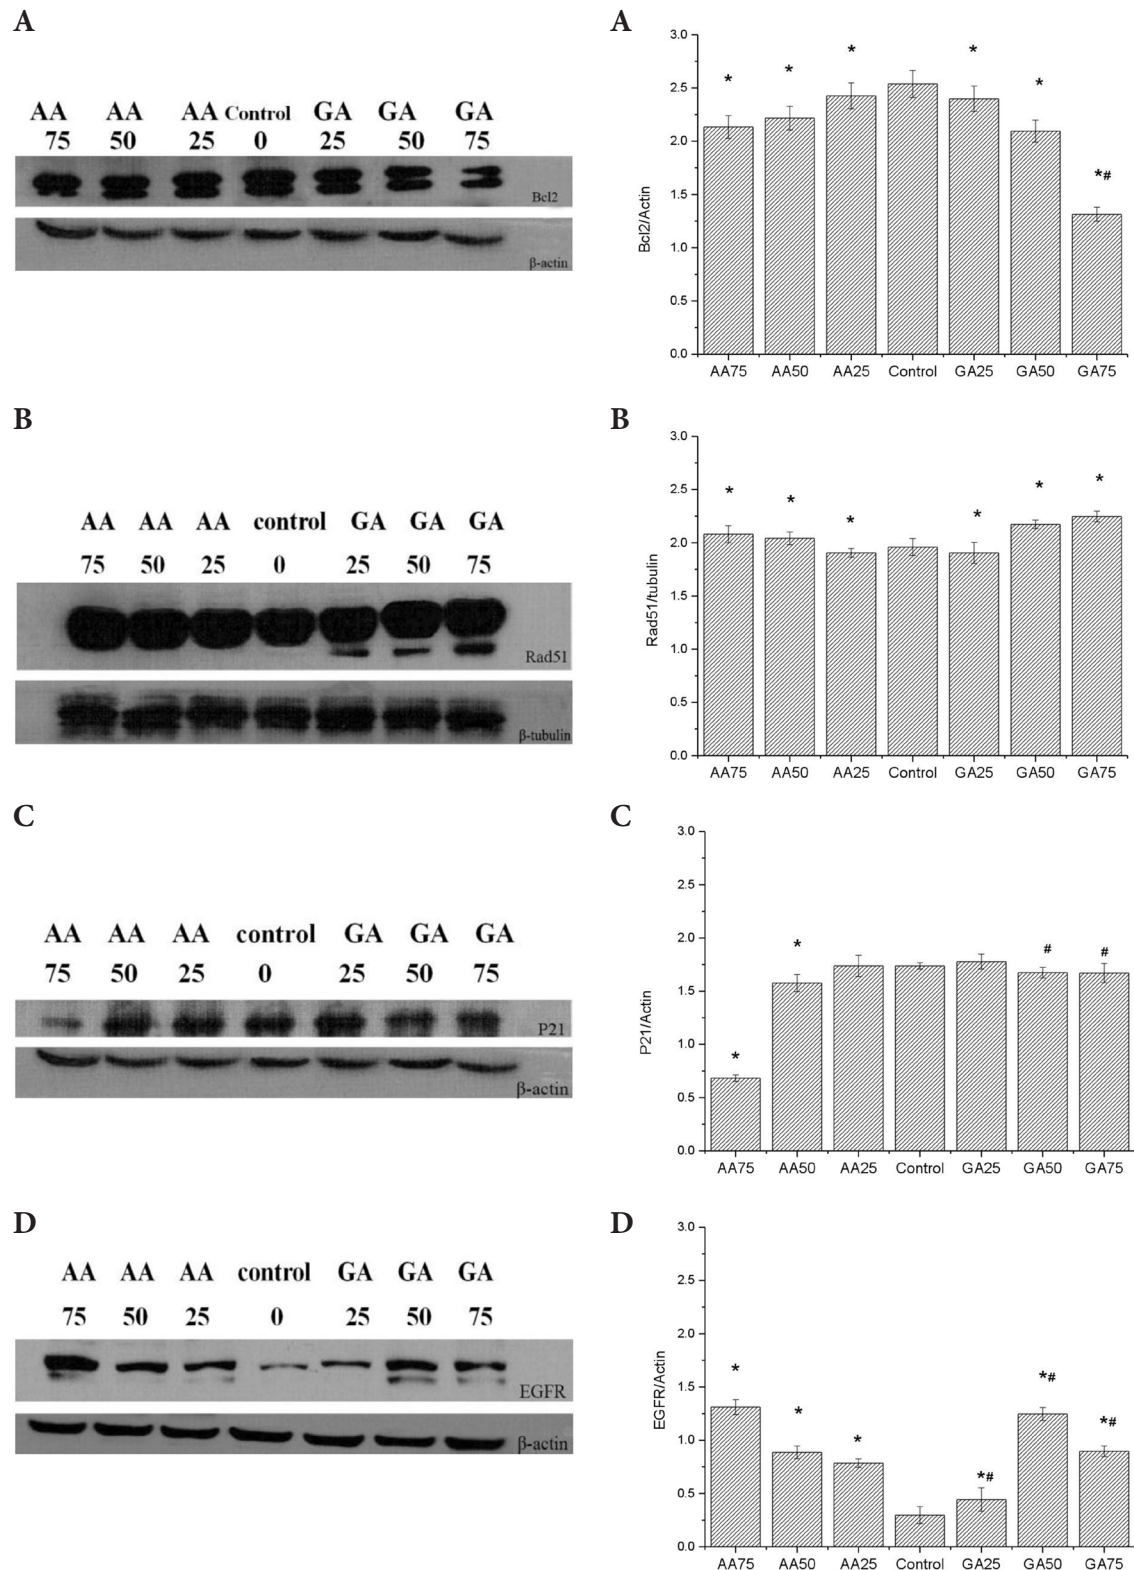 A
AA AA AA Control GA GA GA
75 50 25 0 25 50 75
Bcl2
β-actin
A
3.0
2.5
2.0
1.5
1.0
0.5
0.0
Bcl2/Actin
* * * * * *#
AA75 AA50 AA25 Control GA25 GA50 GA75
B
AA AA AA control GA GA GA
75 50 25 0 25 50 75
Rad51
β-tubulin
B
3.0
2.5
2.0
1.5
1.0
0.5
0.0
Rad51/tubulin
* * * * * *
AA75 AA50 AA25 Control GA25 GA50 GA75
C
AA AA AA control GA GA GA
75 50 25 0 25 50 75
P21
β-actin
C
3.0
2.5
2.0
1.5
1.0
0.5
0.0
P21/Actin
* * # #
AA75 AA50 AA25 Control GA25 GA50 GA75
D
AA AA AA control GA GA GA
75 50 25 0 25 50 75
EGFR
β-actin
D
3.0
2.5
2.0
1.5
1.0
0.5
0.0
EGFR/Actin
* * * *# *# *#
AA75 AA50 AA25 Control GA25 GA50 GA75